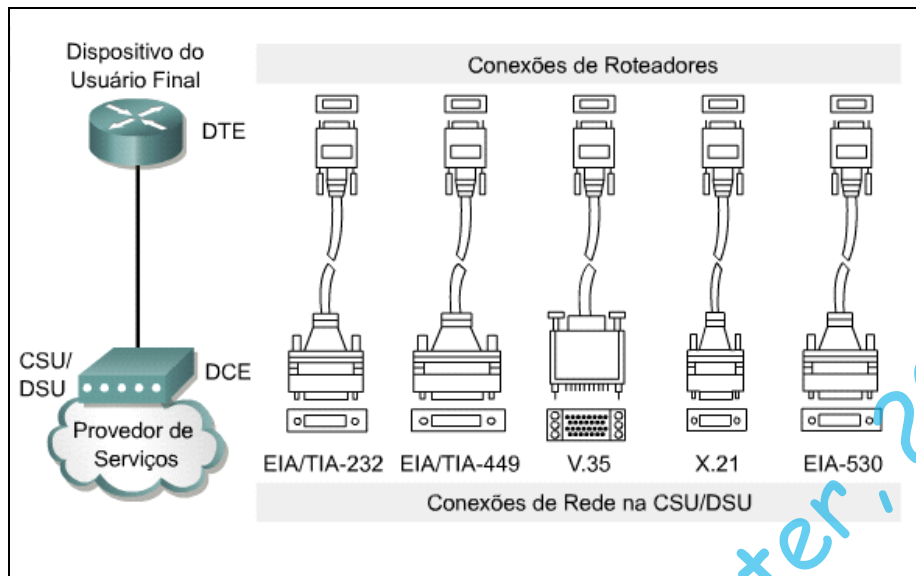 Dispositivo do
Usuário Final
DTE
CSU/
DSU
DCE
Provedor de
Serviços
Conexões de Roteadores
EIA/TIA-232 EIA/TIA-449 V.35 X.21 EIA-530
Conexões de Rede na CSU/DSU